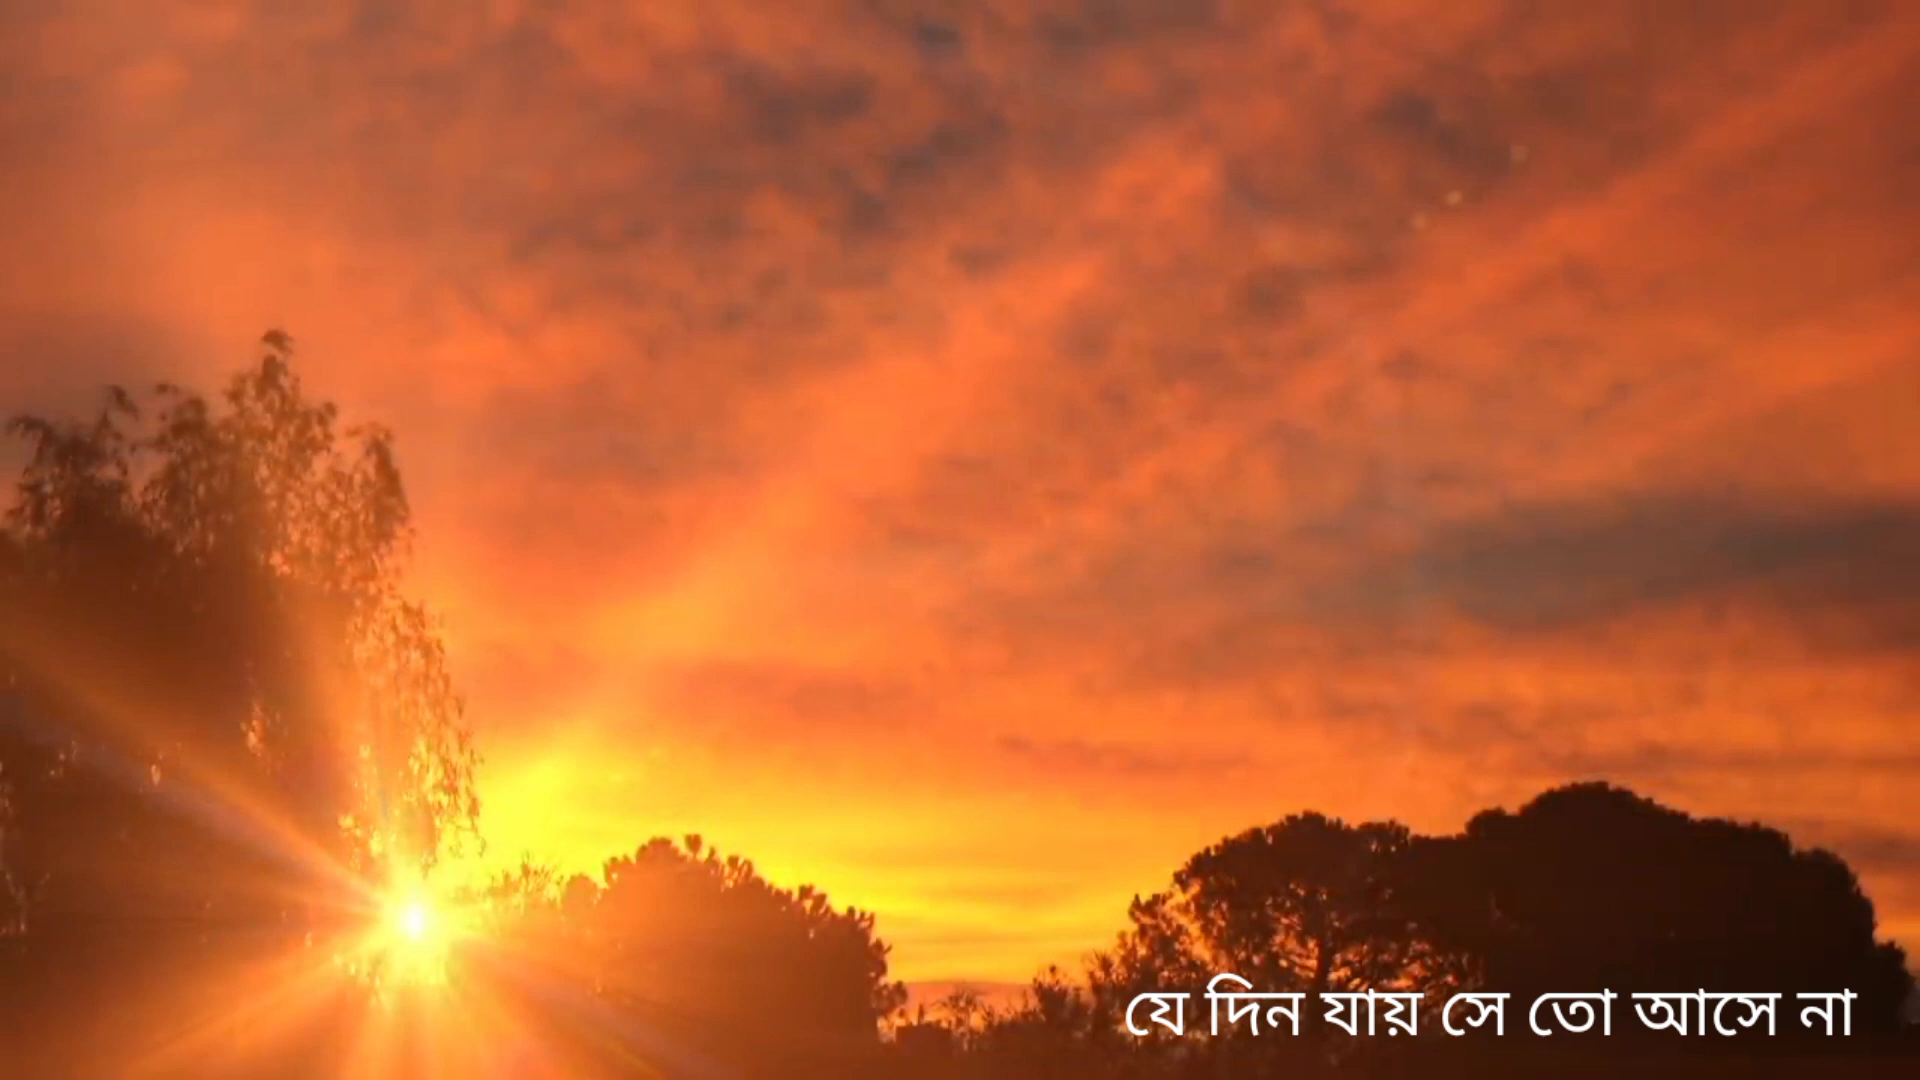 যে দিন যায় সে তো আসে না